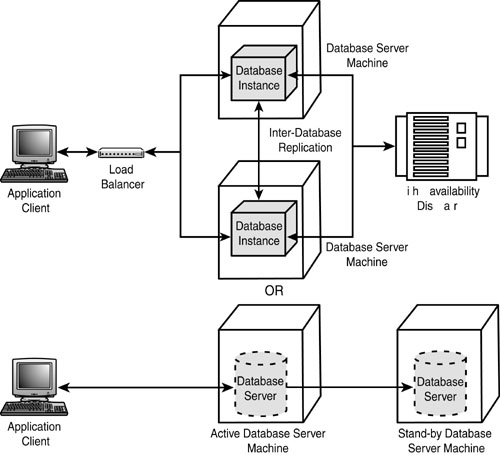 Database Server
Machine
Database
Instance
Inter-Database
Replication
Application
Client
Load
Balancer
i h availability
Dis a r
Database
Instance
Database Server
Machine
OR
Database
Server
Database
Server
Application
Client
Active Database Server
Machine
Stand-by Database
Server Machine